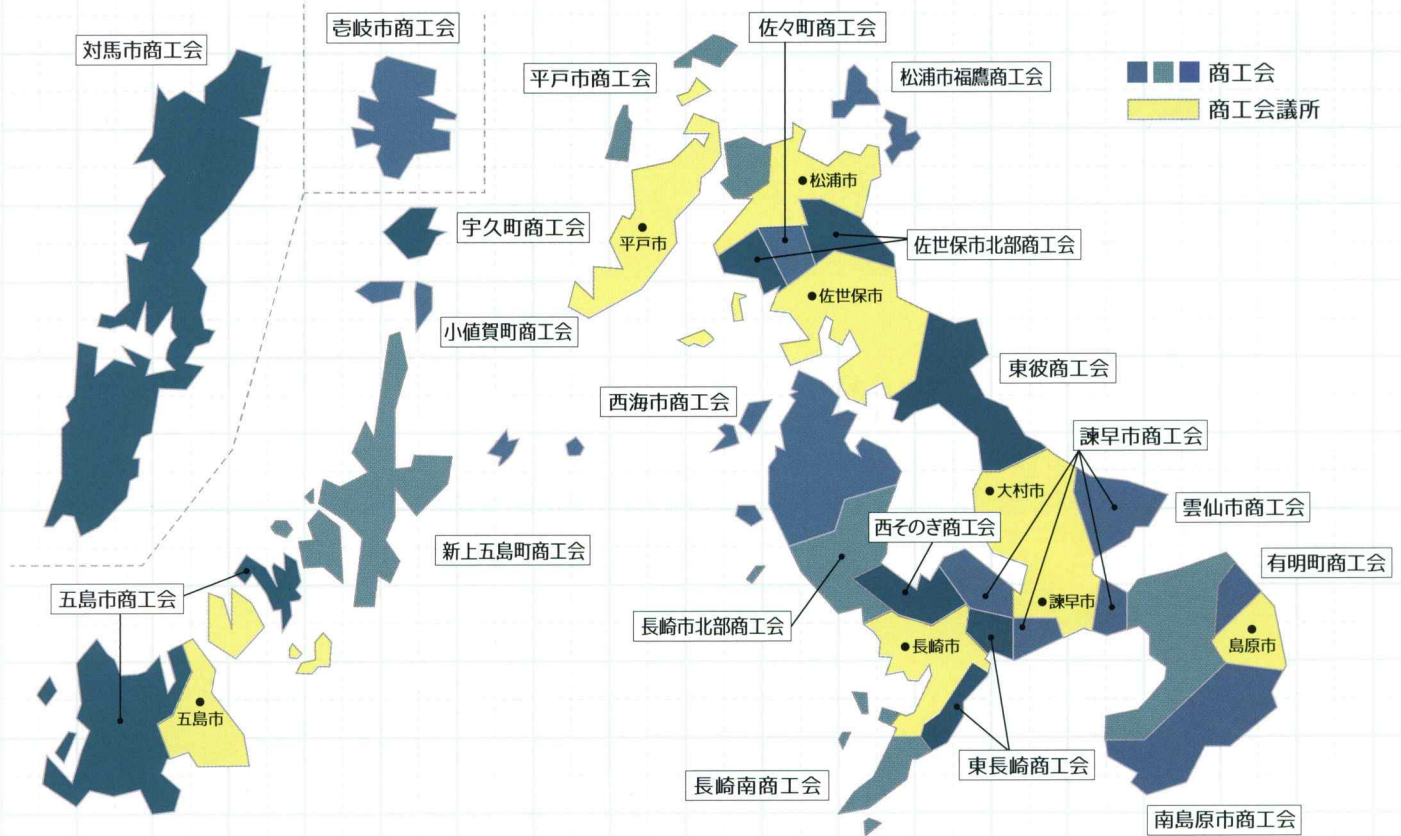 対馬市商工会
壱岐市商工会
佐々町商工会
平戸市商工会
松浦市福鷹商工会
商工会
商工会議所
松浦市
宇久町商工会
平戸市
佐世保市北部商工会
佐世保市
小値賀町商工会
東彼商工会
西海市商工会
諫早市商工会
大村市
雲仙市商工会
西そのぎ商工会
新上五島町商工会
有明町商工会
五島市商工会
諫早市
長崎市北部商工会
長崎市
島原市
五島市
東長崎商工会
長崎南商工会
南島原市商工会